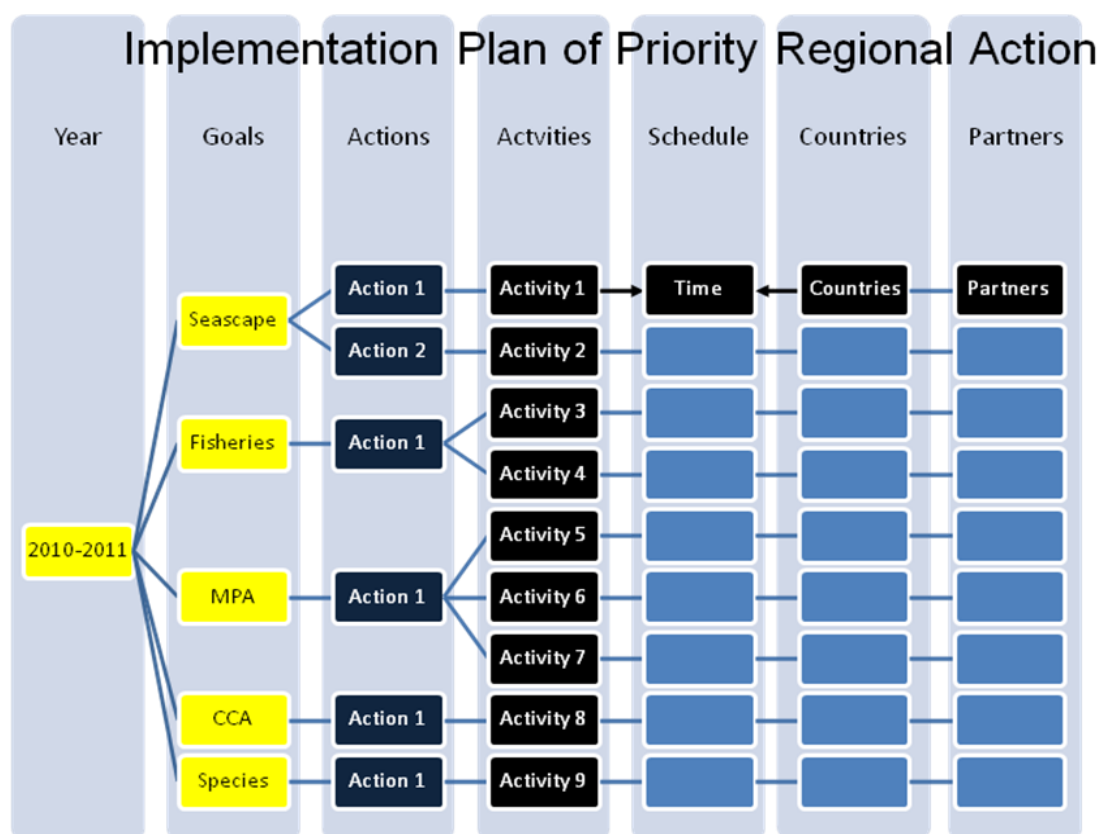 Implementation Plan of Priority Regional Action
Year Goals Actions Actvities Schedule Countries Partners
Action 1 Activity 1 Time Countries Partners
Seascape
Action 2 Activity 2
Activity 3
Fisheries Action 1
Activity 4
Activity 5
2010-2011
MPA Action 1 Activity 6
Activity 7
CCA Action 1 Activity 8
Species Action 1 Activity 9